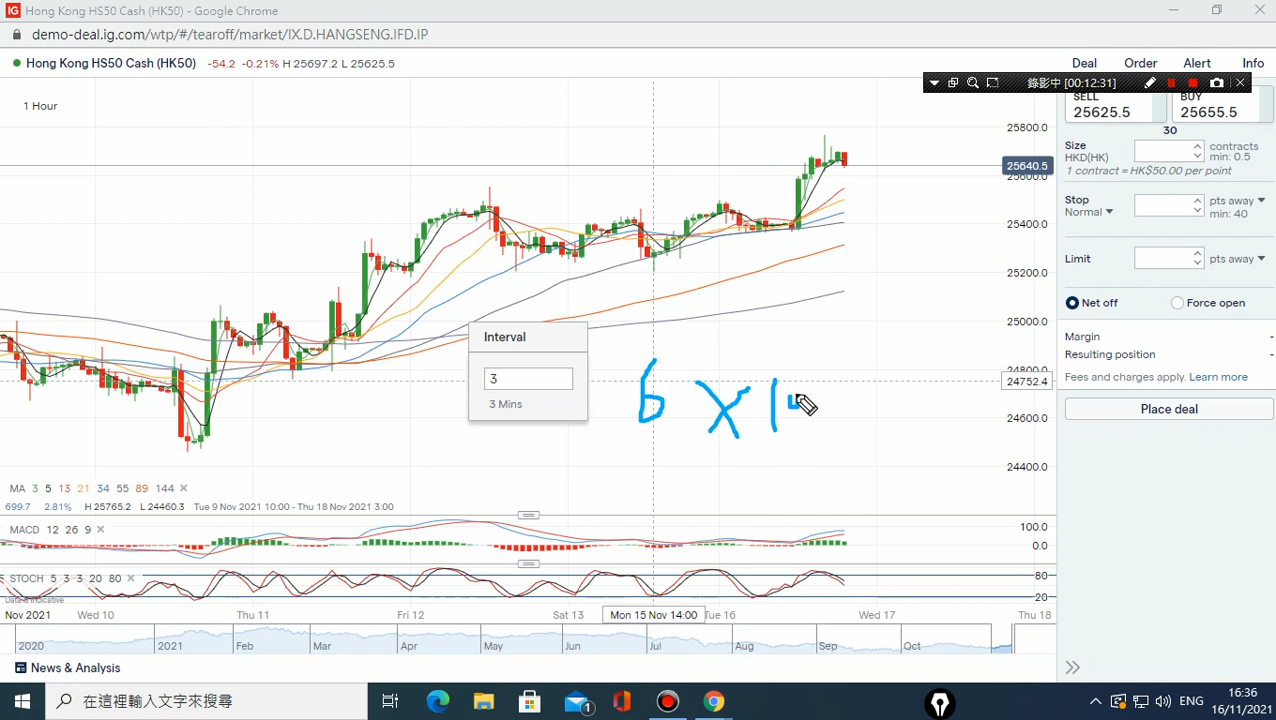 Hong Kong HS50 Cash (HK50) - Google Chrome
demo-deal.ig.com/wtp/#/tearoff/market/IX.D.HANGSENG.IFD.IP
Hong Kong HS50 Cash (HK50) -54.2 -0.21% H 25697.2 L 25625.5
Deal Order Alert Info
錄影中 [00:12:31]
1 Hour
SELL
25625.5
BUY
25655.5
30
Size
HKD(HK)
contracts
min: 0.5
1 contract = HK$50.00 per point
Stop
Normal
pts away
min: 40
Limit
pts away
Net off Force open
Margin -
Resulting position -
Fees and charges apply. Learn more
Place deal
25800.0
25640.5
25600.0
25400.0
25200.0
25000.0
24800.0
24752.4
24600.0
24400.0
Interval
3
3 Mins
6 X 1
MA 3 5 13 21 34 55 89 144
699.7 2.81% H 25765.2 L 24460.3 Tue 9 Nov 2021 10:00 - Thu 18 Nov 2021 3:00
MACD 12 26 9
100.0
0.0
STOCH 5 3 3 20 80
80
20
Data is indicative
Nov 2021 Wed 10 Thu 11 Fri 12 Sat 13 Mon 15 Nov 14:00 Tue 16 Wed 17 Thu 18
2020 2021 Feb Mar Apr May Jun Jul Aug Sep Oct
News & Analysis
在這裡輸入文字來搜尋
1
ENG
16:36
16/11/2021